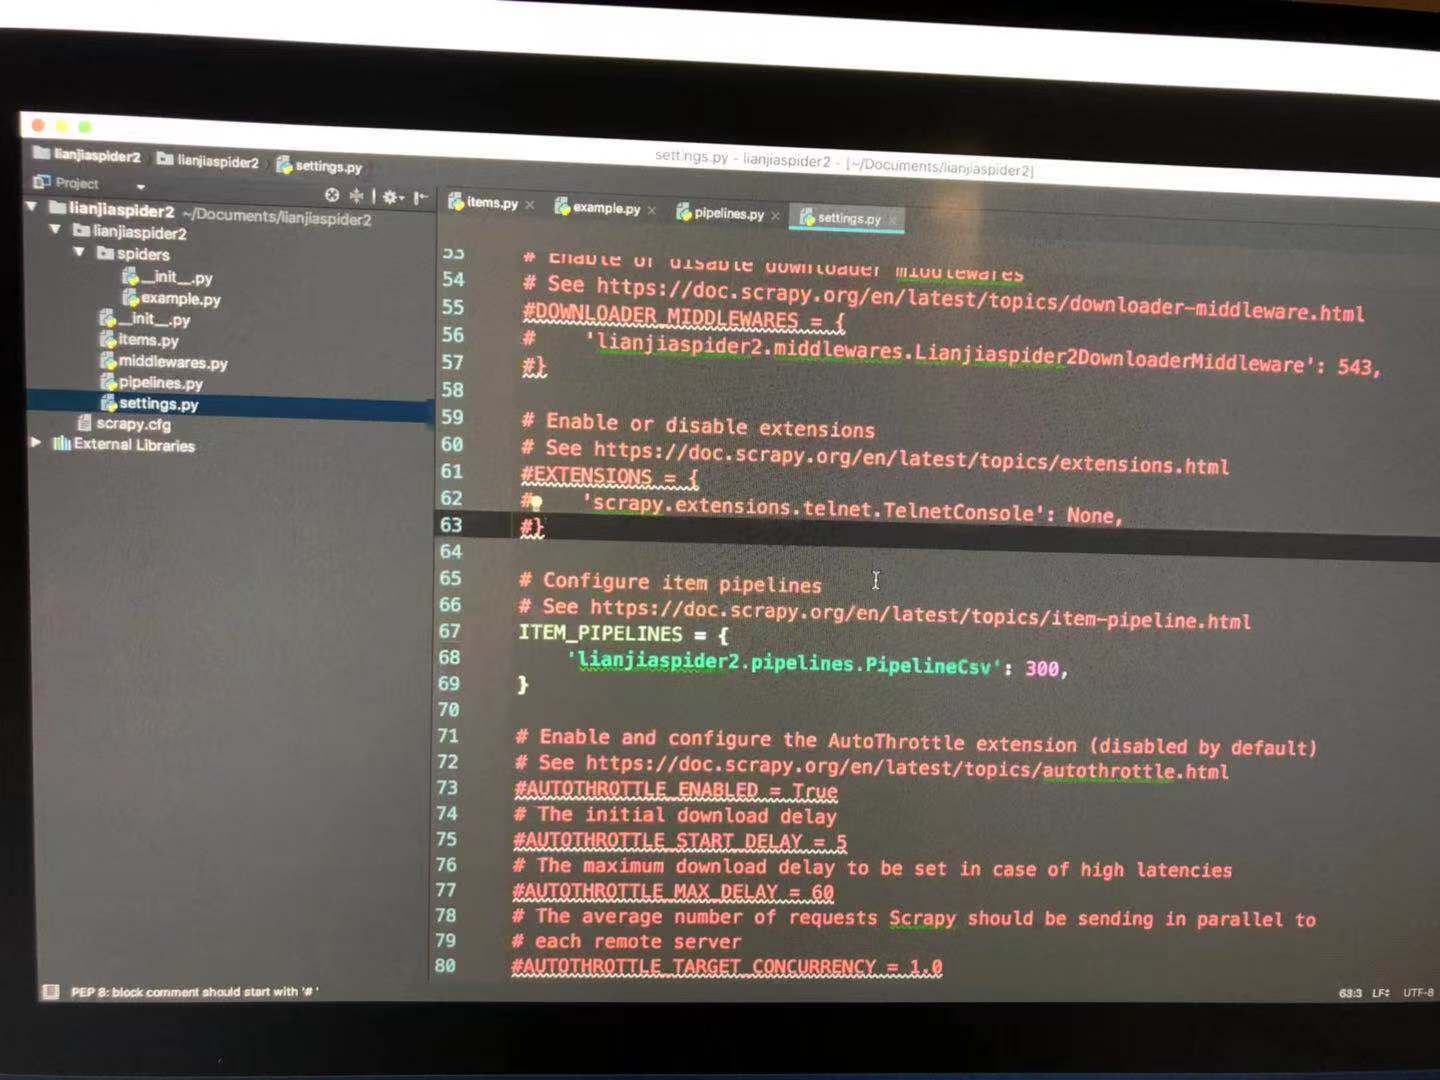 settings.py - lianjiaspider2 - [~/Documents/lianjiaspider2]
lianjiaspider2 lianjiaspider2 settings.py
Project
lianjiaspider2 ~/Documents/lianjiaspider2
lianjiaspider2
spiders
__init__.py
example.py
__init__.py
items.py
middlewares.py
pipelines.py
settings.py
scrapy.cfg
External Libraries
items.py example.py pipelines.py settings.py
53 # Enable or disable downloader middlewares
54 # See https://doc.scrapy.org/en/latest/topics/downloader-middleware.html
55 #DOWNLOADER_MIDDLEWARES = {
56 #    'lianjiaspider2.middlewares.Lianjiaspider2DownloaderMiddleware': 543,
57 #}
58
59 # Enable or disable extensions
60 # See https://doc.scrapy.org/en/latest/topics/extensions.html
61 #EXTENSIONS = {
62 #    'scrapy.extensions.telnet.TelnetConsole': None,
63 #}
64
65 # Configure item pipelines
66 # See https://doc.scrapy.org/en/latest/topics/item-pipeline.html
67 ITEM_PIPELINES = {
68     'lianjiaspider2.pipelines.PipelineCsv': 300,
69 }
70
71 # Enable and configure the AutoThrottle extension (disabled by default)
72 # See https://doc.scrapy.org/en/latest/topics/autothrottle.html
73 #AUTOTHROTTLE_ENABLED = True
74 # The initial download delay
75 #AUTOTHROTTLE_START_DELAY = 5
76 # The maximum download delay to be set in case of high latencies
77 #AUTOTHROTTLE_MAX_DELAY = 60
78 # The average number of requests Scrapy should be sending in parallel to
79 # each remote server
80 #AUTOTHROTTLE_TARGET_CONCURRENCY = 1.0
PEP 8: block comment should start with '# '
63:3 LF÷ UTF-8